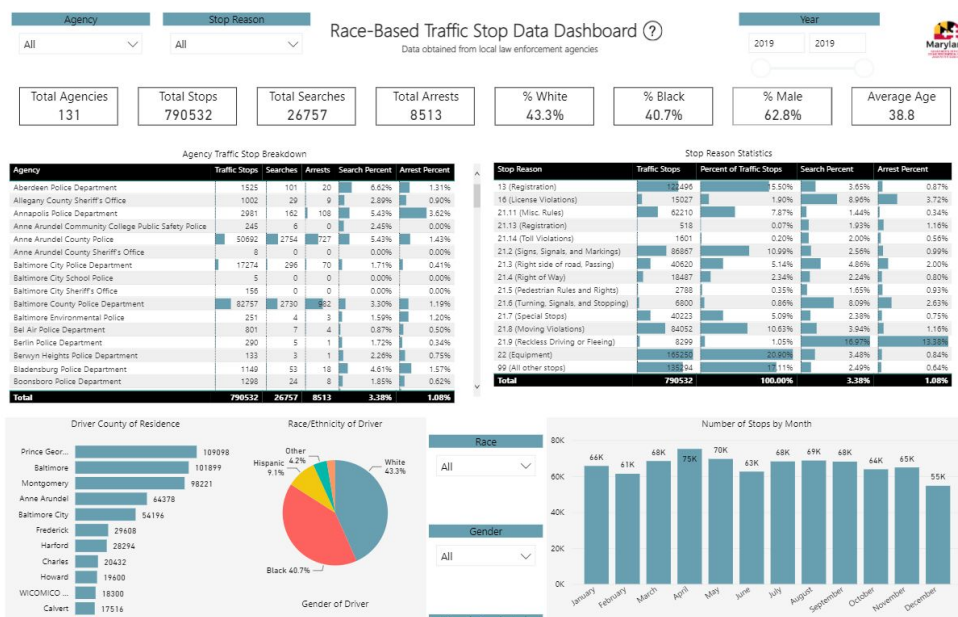 Agency
Stop Reason
Race-Based Traffic Stop Data Dashboard ?
Year
All
All
Data obtained from local law enforcement agencies
2019
2019
Total Agencies
131
Total Stops
790532
Total Searches
26757
Total Arrests
8513
% White
43.3%
% Black
40.7%
% Male
62.8%
Average Age
38.8
Agency Traffic Stop Breakdown
Agency Traffic Stops Searches Arrests Search Percent Arrest Percent
Aberdeen Police Department 1525 101 20 6.62% 1.31%
Allegany County Sheriff's Office 1002 29 9 2.89% 0.90%
Annapolis Police Department 2981 162 108 5.43% 3.62%
Anne Arundel Community College Public Safety Police 245 6 0 2.45% 0.00%
Anne Arundel County Police 50692 2754 727 5.43% 1.43%
Anne Arundel County Sheriff's Office 8 0 0 0.00% 0.00%
Baltimore City Police Department 17274 296 70 1.71% 0.41%
Baltimore City School Police 5 0 0 0.00% 0.00%
Baltimore City Sheriff's Office 156 0 0 0.00% 0.00%
Baltimore County Police Department 82757 2730 982 3.30% 1.19%
Baltimore Environmental Police 251 4 3 1.59% 1.20%
Bel Air Police Department 801 7 4 0.87% 0.50%
Berlin Police Department 290 5 1 1.72% 0.34%
Berwyn Heights Police Department 133 3 1 2.26% 0.75%
Bladensburg Police Department 1149 53 18 4.61% 1.57%
Boonsboro Police Department 1298 24 8 1.85% 0.62%
Total 790532 26757 8513 3.38% 1.08%
Stop Reason Statistics
Stop Reason Traffic Stops Percent of Traffic Stops Search Percent Arrest Percent
13 (Registration) 122496 15.50% 3.65% 0.87%
16 (License Violations) 15027 1.90% 8.96% 3.72%
21.11 (Misc. Rules) 62210 7.87% 1.44% 0.34%
21.13 (Registration) 518 0.07% 1.93% 1.16%
21.14 (Toll Violations) 1601 0.20% 2.00% 0.56%
21.2 (Signs, Signals, and Markings) 86867 10.99% 2.56% 0.99%
21.3 (Right side of road, Passing) 40620 5.14% 4.86% 2.00%
21.4 (Right of Way) 18487 2.34% 2.24% 0.80%
21.5 (Pedestrian Rules and Rights) 2788 0.35% 1.65% 0.93%
21.6 (Turning, Signals, and Stopping) 6800 0.86% 8.09% 2.63%
21.7 (Special Stops) 40223 5.09% 2.38% 0.75%
21.8 (Moving Violations) 84052 10.63% 3.94% 1.16%
21.9 (Reckless Driving or Fleeing) 8299 1.05% 16.97% 13.38%
22 (Equipment) 165250 20.90% 3.48% 0.84%
99 (All other stops) 135294 17.11% 2.49% 0.64%
Total 790532 100.00% 3.38% 1.08%
Driver County of Residence
Prince Geor... 109098
Baltimore 101899
Montgomery 98221
Anne Arundel 64378
Baltimore City 54196
Frederick 29608
Harford 28294
Charles 20432
Howard 19600
WICOMICO ... 18300
Calvert 17516
Race/Ethnicity of Driver
Other
4.2%
Hispanic
9.1%
White
43.3%
Black 40.7%
Gender of Driver
Race
All
Gender
All
Number of Stops by Month
80K
60K
40K
20K
0K
66K
61K
68K
75K
70K
63K
68K
69K
68K
64K
65K
55K
January
February
March
April
May
June
July
August
September
October
November
December